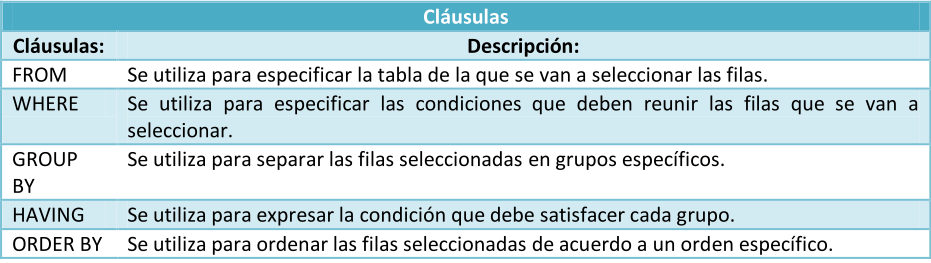 Cláusulas
Cláusulas: Descripción:
FROM Se utiliza para especificar la tabla de la que se van a seleccionar las filas.
WHERE Se utiliza para especificar las condiciones que deben reunir las filas que se van a
seleccionar.
GROUP Se utiliza para separar las filas seleccionadas en grupos específicos.
BY
HAVING Se utiliza para expresar la condición que debe satisfacer cada grupo.
ORDER BY Se utiliza para ordenar las filas seleccionadas de acuerdo a un orden específico.